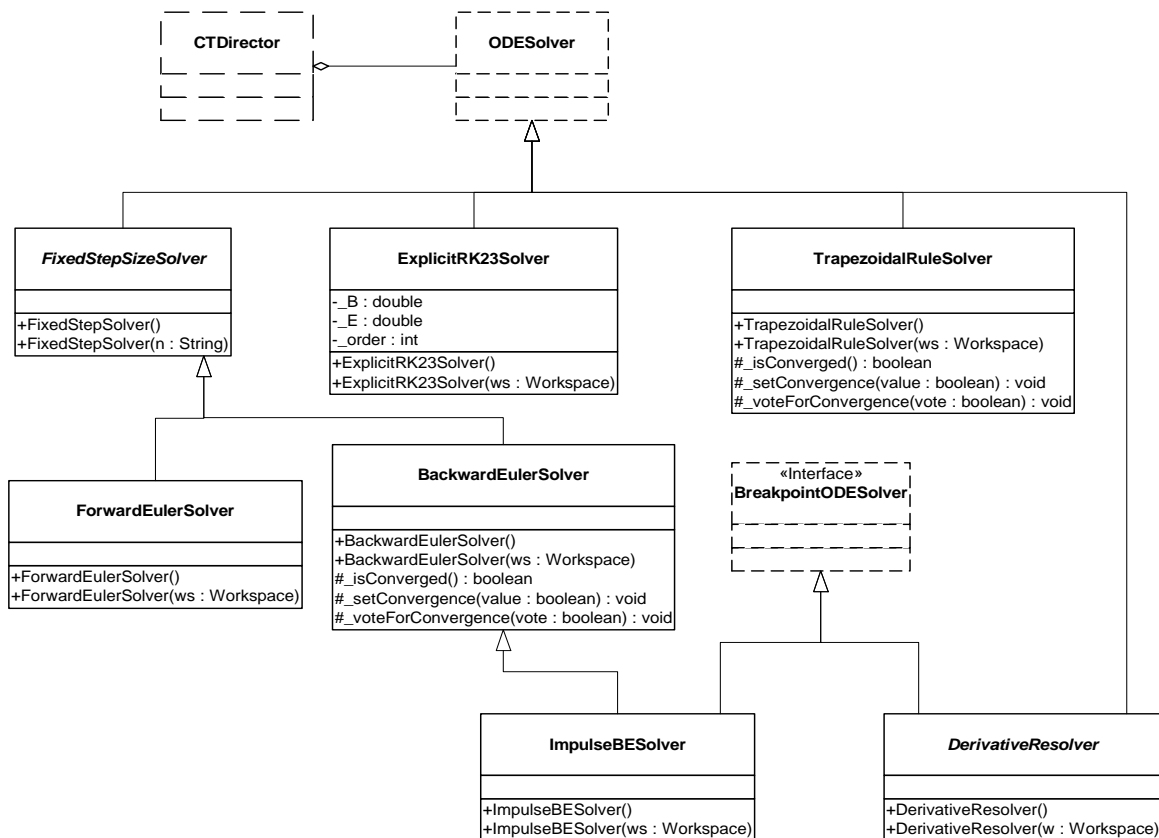 CTDirector
ODESolver
FixedStepSizeSolver
+FixedStepSolver()
+FixedStepSolver(n : String)
ExplicitRK23Solver
-_B : double
-_E : double
-_order : int
+ExplicitRK23Solver()
+ExplicitRK23Solver(ws : Workspace)
TrapezoidalRuleSolver
+TrapezoidalRuleSolver()
+TrapezoidalRuleSolver(ws : Workspace)
#_isConverged() : boolean
#_setConvergence(value : boolean) : void
#_voteForConvergence(vote : boolean) : void
ForwardEulerSolver
+ForwardEulerSolver()
+ForwardEulerSolver(ws : Workspace)
BackwardEulerSolver
+BackwardEulerSolver()
+BackwardEulerSolver(ws : Workspace)
#_isConverged() : boolean
#_setConvergence(value : boolean) : void
#_voteForConvergence(vote : boolean) : void
«Interface»
BreakpointODESolver
ImpulseBESolver
+ImpulseBESolver()
+ImpulseBESolver(ws : Workspace)
DerivativeResolver
+DerivativeResolver()
+DerivativeResolver(w : Workspace)